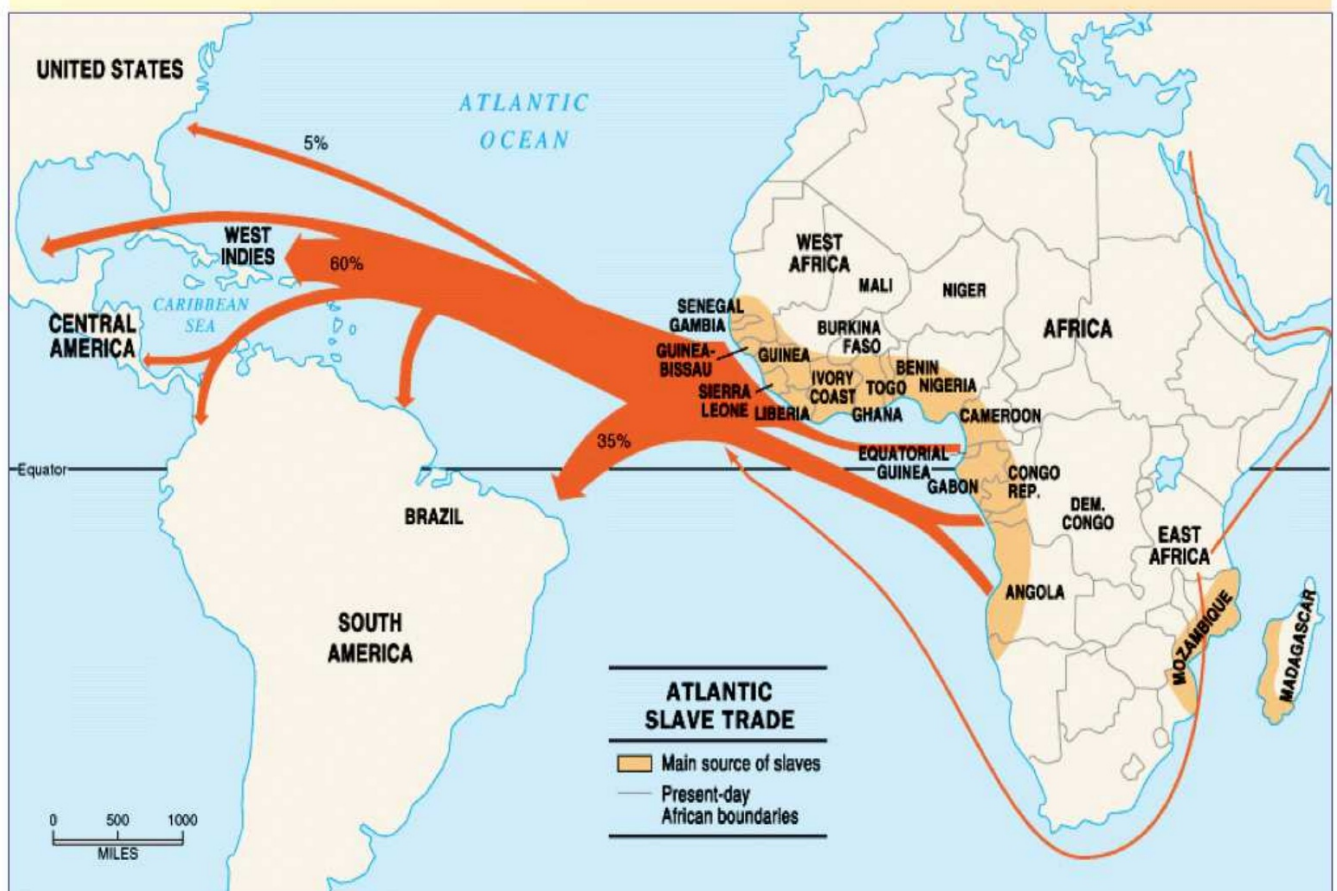 UNITED STATES
ATLANTIC
OCEAN
5%
WEST
INDIES
60%
CARIBBEAN
SEA
CENTRAL
AMERICA
35%
Equator
BRAZIL
SOUTH
AMERICA
WEST
AFRICA
MALI
NIGER
SENEGAL
GAMBIA
BURKINA
FASO
AFRICA
GUINEA-
BISSAU
GUINEA
BENIN
IVORY
COAST
TOGO
NIGERIA
SIERRA
LEONE
LIBERIA
GHANA
CAMEROON
EQUATORIAL
GUINEA
GABON
CONGO
REP.
DEM.
CONGO
EAST
AFRICA
ANGOLA
MOZAMBIQUE
MADAGASCAR
ATLANTIC
SLAVE TRADE
Main source of slaves
Present-day
African boundaries
0 500 1000
MILES